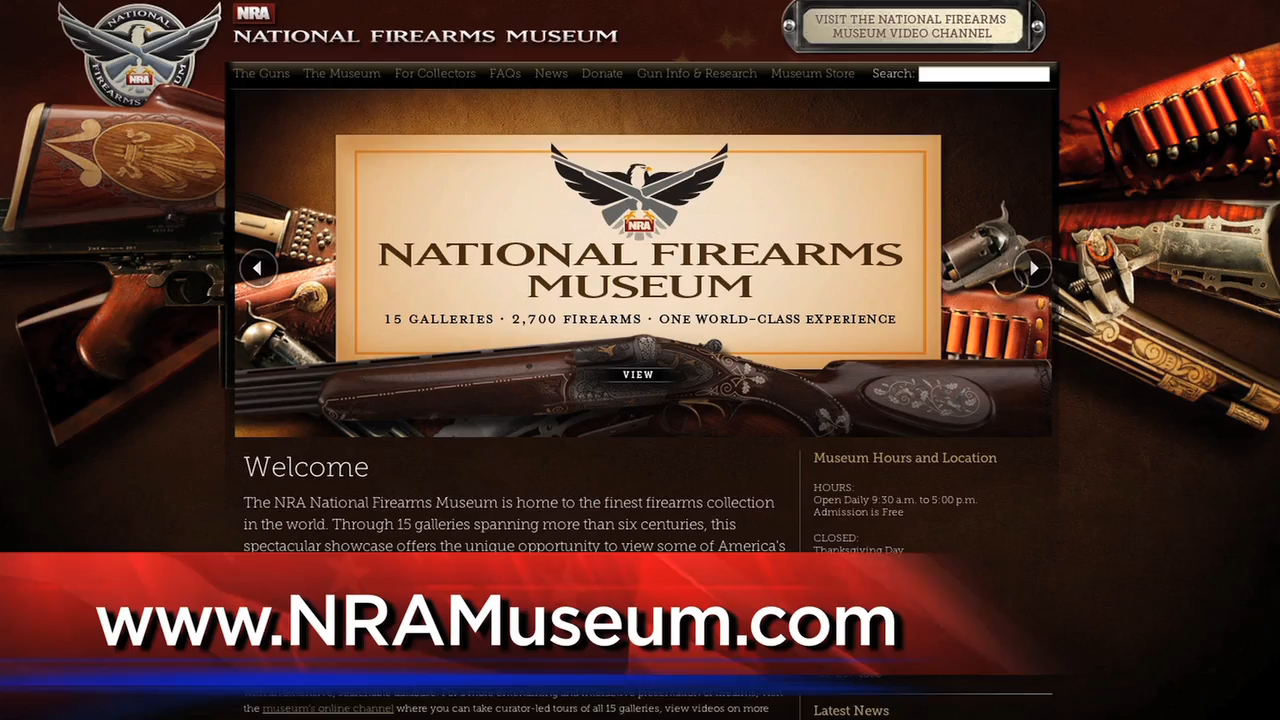 NATIONAL
FIREARMS
MUSEUM
NRA
NRA
NATIONAL FIREARMS MUSEUM
VISIT THE NATIONAL FIREARMS
MUSEUM VIDEO CHANNEL
The Guns The Museum For Collectors FAQs News Donate Gun Info & Research Museum Store Search:
NRA
NATIONAL FIREARMS
MUSEUM
15 GALLERIES · 2,700 FIREARMS · ONE WORLD-CLASS EXPERIENCE
VIEW
Welcome
The NRA National Firearms Museum is home to the finest firearms collection
in the world. Through 15 galleries spanning more than six centuries, this
spectacular showcase offers the unique opportunity to view some of America's
Museum Hours and Location
HOURS:
Open Daily 9:30 a.m. to 5:00 p.m.
Admission is Free
CLOSED:
Thanksgiving Day
www.NRAMuseum.com
the museum's online channel where you can take curator-led tours of all 15 galleries, view videos on more
Latest News